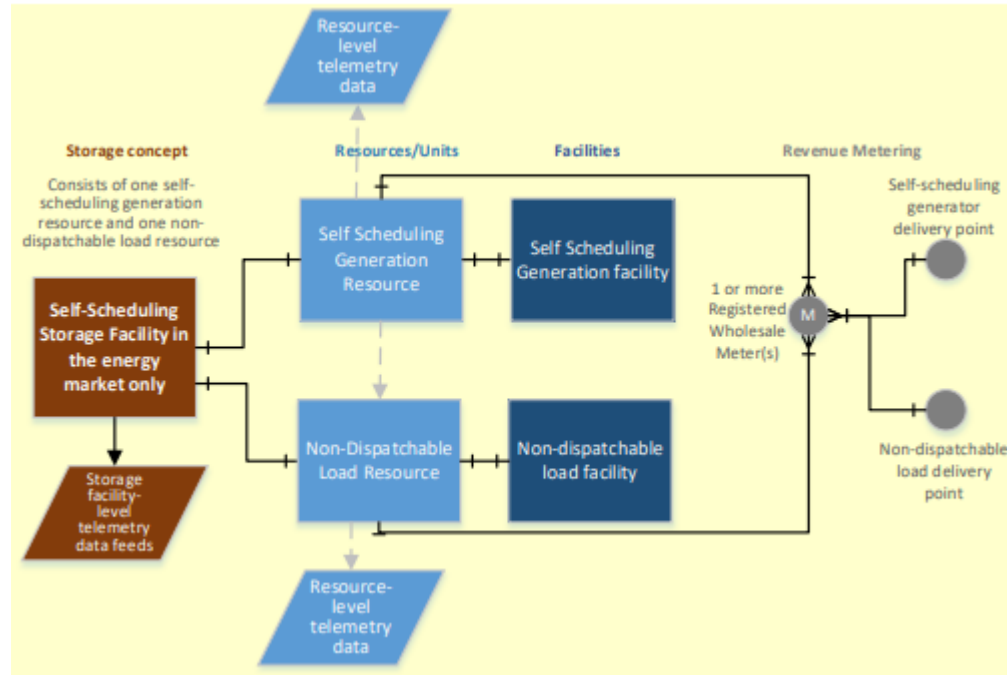 Resource-
level
telemetry
data
Storage concept
Resources/Units
Facilities
Revenue Metering
Consists of one self-
scheduling generation
resource and one non-
dispatchable load resource
Self-scheduling
generator
delivery point
Self Scheduling
Generation
Resource
Self Scheduling
Generation facility
Self-Scheduling
Storage Facility in
the energy
market only
1 or more
Registered
Wholesale
Meter(s)
M
Non-Dispatchable
Load Resource
Non-dispatchable
load facility
Non-dispatchable
load delivery
point
Storage
facility-
level
telemetry
data feeds
Resource-
level
telemetry
data